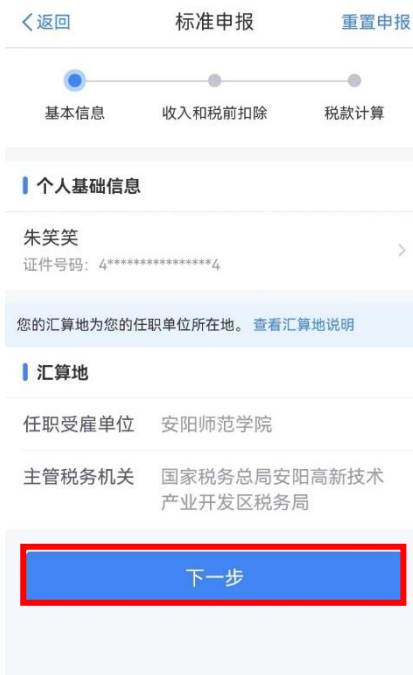 返回 标准申报 重置申报
基本信息 收入和税前扣除 税款计算
个人基础信息
朱笑笑
证件号码: 4****************4
您的汇算地为您的任职单位所在地。 查看汇算地说明
汇算地
任职受雇单位 安阳师范学院
主管税务机关 国家税务总局安阳高新技术
产业开发区税务局
下一步